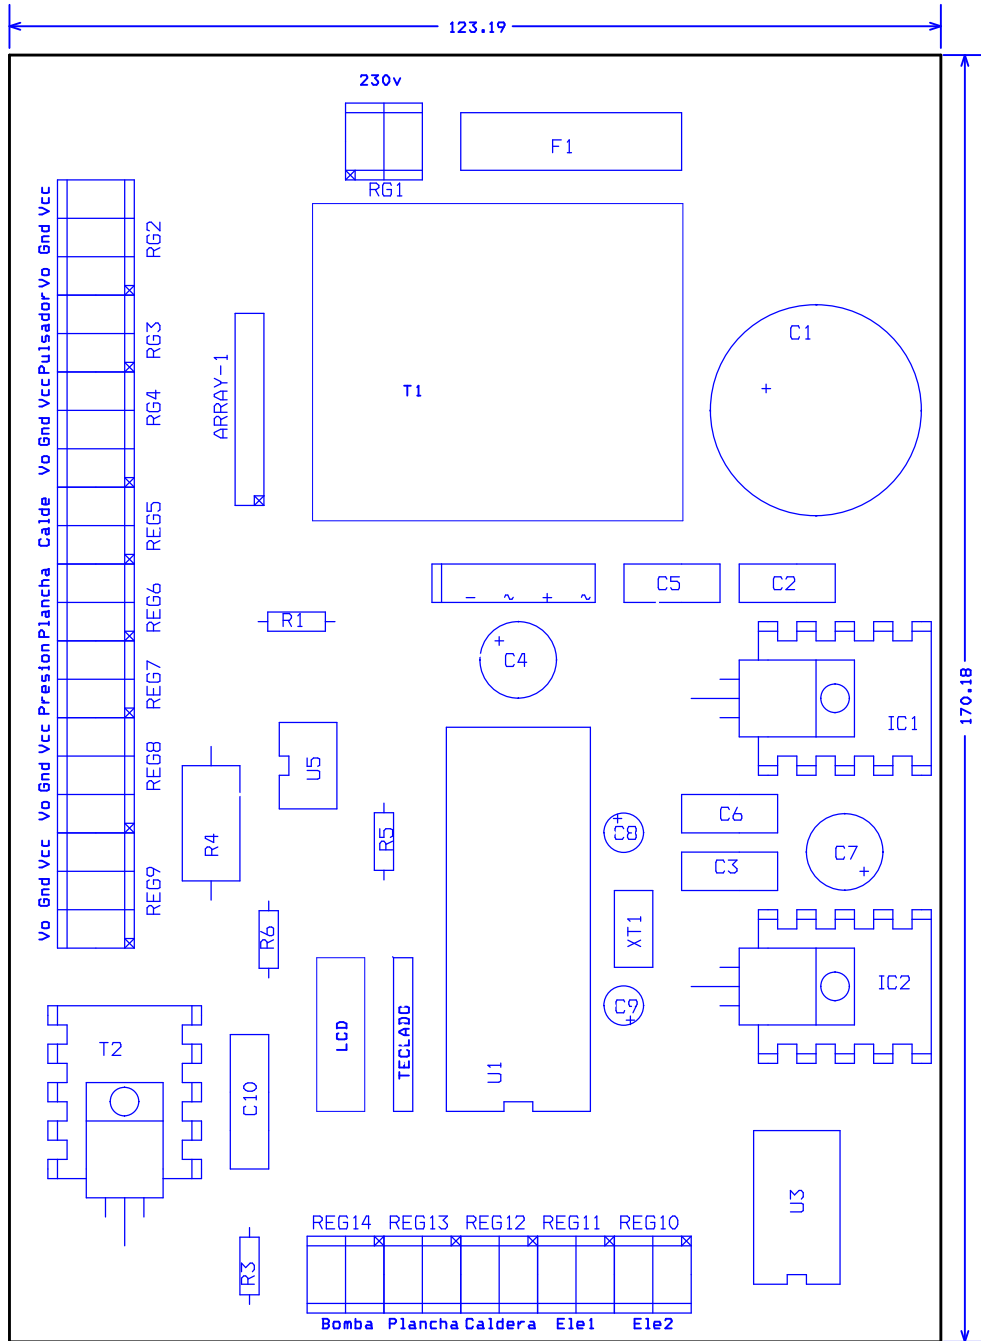 123.19
230v
F1
RG1
Vo Gnd Vcc
RG2
Pulsador
RG3
Vo Gnd Vcc
RG4
ARRAY-1
T1
C1
+
Calde
REG5
Plancha
REG6
Presion
REG7
Vo Gnd Vcc
REG8
Vo Gnd Vcc
REG9
- ~ + ~
C5
C2
R1
+
C4
IC1
170.18
U5
R4
R5
+
C8
C6
C3
C7
+
R6
XT1
IC2
C9
+
LCD
TECLADO
U1
T2
C10
U3
R3
REG14 REG13 REG12 REG11 REG10
Bomba Plancha Caldera Ele1 Ele2